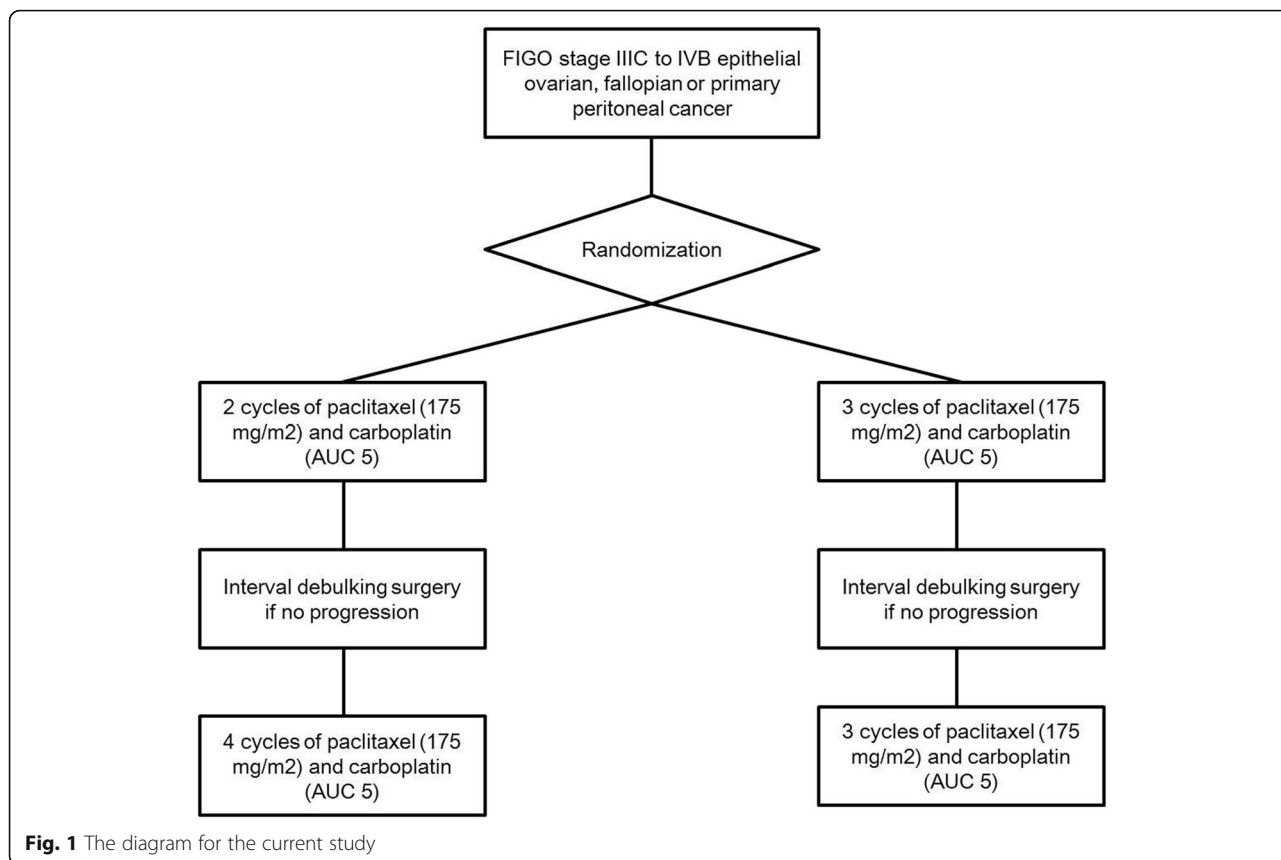 FIGO stage IIIC to IVB epithelial
ovarian, fallopian or primary
peritoneal cancer
Randomization
2 cycles of paclitaxel (175
mg/m2) and carboplatin
(AUC 5)
3 cycles of paclitaxel (175
mg/m2) and carboplatin
(AUC 5)
Interval debulking surgery
if no progression
Interval debulking surgery
if no progression
4 cycles of paclitaxel (175
mg/m2) and carboplatin
(AUC 5)
3 cycles of paclitaxel (175
mg/m2) and carboplatin
(AUC 5)
Fig. 1 The diagram for the current study